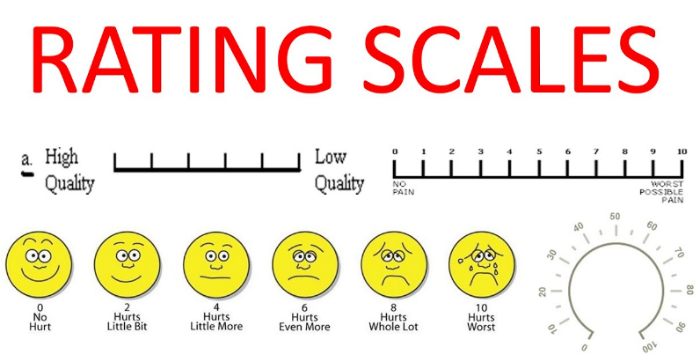 RATING SCALES
a. High Quality
Low Quality
0 1 2 3 4 5 6 7 8 9 10
NO PAIN
WORST POSSIBLE PAIN
0
No
Hurt
2
Hurts
Little Bit
4
Hurts
Little More
6
Hurts
Even More
8
Hurts
Whole Lot
10
Hurts
Worst
0 10 20 30 40 50 60 70 80 90 100